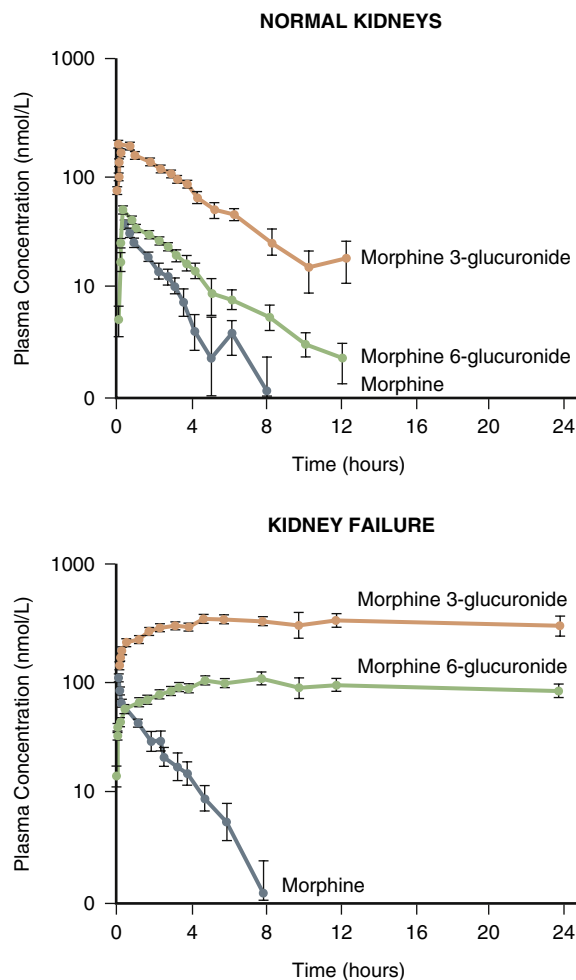 NORMAL KIDNEYS
Plasma Concentration (nmol/L)
1000
100
10
0
Morphine 3-glucuronide
Morphine 6-glucuronide
Morphine
0 4 8 12 16 20 24
Time (hours)
KIDNEY FAILURE
Plasma Concentration (nmol/L)
1000
100
10
0
Morphine 3-glucuronide
Morphine 6-glucuronide
Morphine
0 4 8 12 16 20 24
Time (hours)